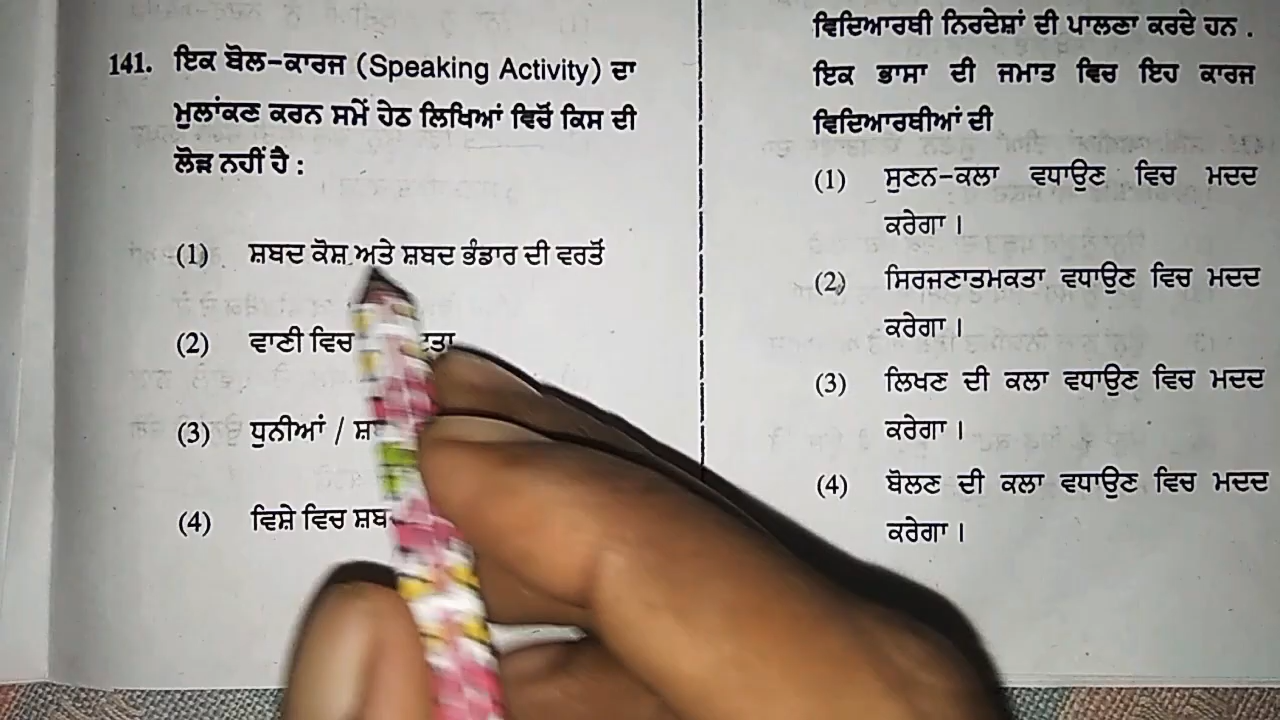 141. ਇਕ ਬੋਲ-ਕਾਰਜ (Speaking Activity) ਦਾ
ਮੁਲਾਂਕਣ ਕਰਨ ਸਮੇਂ ਹੇਠ ਲਿਖਿਆਂ ਵਿਚੋਂ ਕਿਸ ਦੀ
ਲੋੜ ਨਹੀਂ ਹੈ :
(1) ਸ਼ਬਦ ਕੋਸ਼ ਅਤੇ ਸ਼ਬਦ ਭੰਡਾਰ ਦੀ ਵਰਤੋਂ
(2) ਵਾਣੀ ਵਿਚ
(3) ਧੁਨੀਆਂ /
(4) ਵਿਸ਼ੇ ਵਿਚ
ਵਿਦਿਆਰਥੀ ਨਿਰਦੇਸ਼ਾਂ ਦੀ ਪਾਲਣਾ ਕਰਦੇ ਹਨ .
ਇਕ ਭਾਸਾ ਦੀ ਜਮਾਤ ਵਿਚ ਇਹ ਕਾਰਜ
ਵਿਦਿਆਰਥੀਆਂ ਦੀ
(1) ਸੁਣਨ-ਕਲਾ ਵਧਾਉਣ ਵਿਚ ਮਦਦ
ਕਰੇਗਾ ।
(2) ਸਿਰਜਣਾਤਮਕਤਾ ਵਧਾਉਣ ਵਿਚ ਮਦਦ
ਕਰੇਗਾ ।
(3) ਲਿਖਣ ਦੀ ਕਲਾ ਵਧਾਉਣ ਵਿਚ ਮਦਦ
ਕਰੇਗਾ ।
(4) ਬੋਲਣ ਦੀ ਕਲਾ ਵਧਾਉਣ ਵਿਚ ਮਦਦ
ਕਰੇਗਾ ।